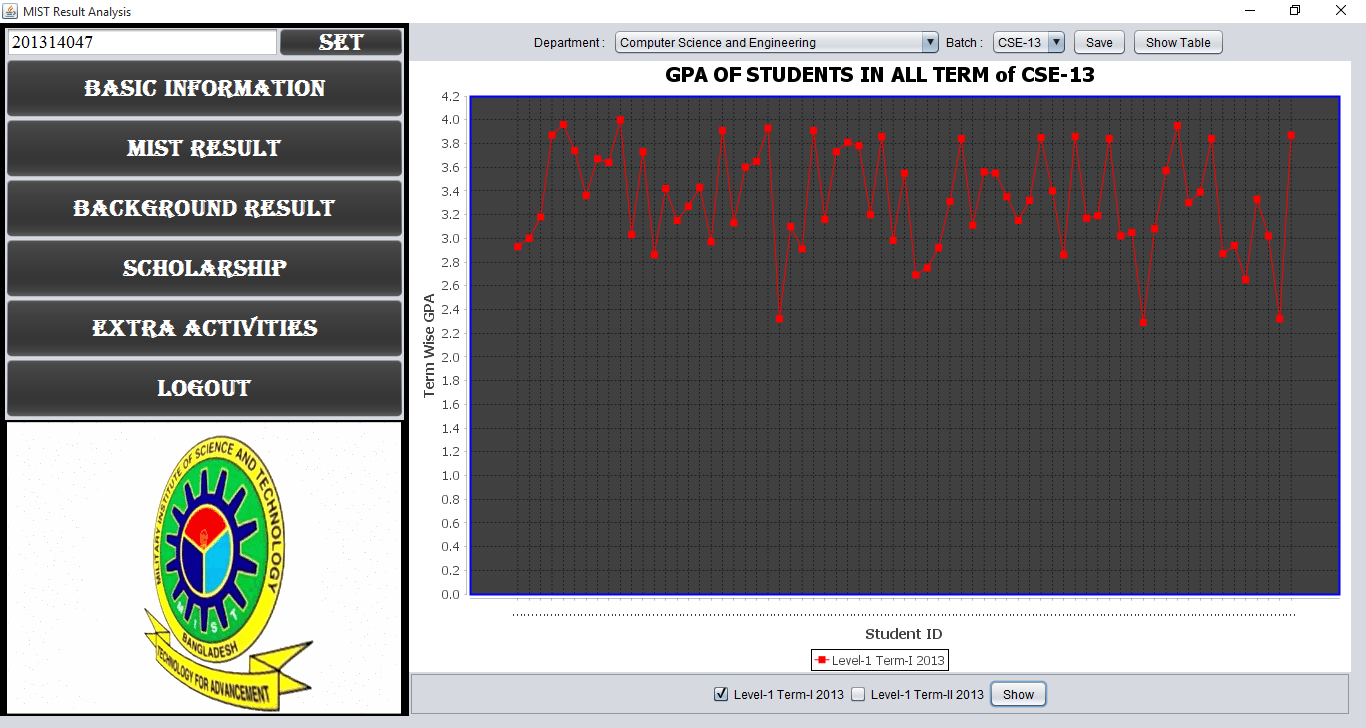 MIST Result Analysis
201314047 SET
BASIC INFORMATION
MIST RESULT
BACKGROUND RESULT
SCHOLARSHIP
EXTRA ACTIVITIES
LOGOUT
MILITARY INSTITUTE OF SCIENCE AND TECHNOLOGY
MIST
BANGLADESH
TECHNOLOGY FOR ADVANCEMENT
Department : Computer Science and Engineering Batch : CSE-13 Save Show Table
GPA OF STUDENTS IN ALL TERM of CSE-13
Term Wise GPA
4.2
4.0
3.8
3.6
3.4
3.2
3.0
2.8
2.6
2.4
2.2
2.0
1.8
1.6
1.4
1.2
1.0
0.8
0.6
0.4
0.2
0.0
Student ID
Level-1 Term-I 2013
Level-1 Term-I 2013 Level-1 Term-II 2013 Show